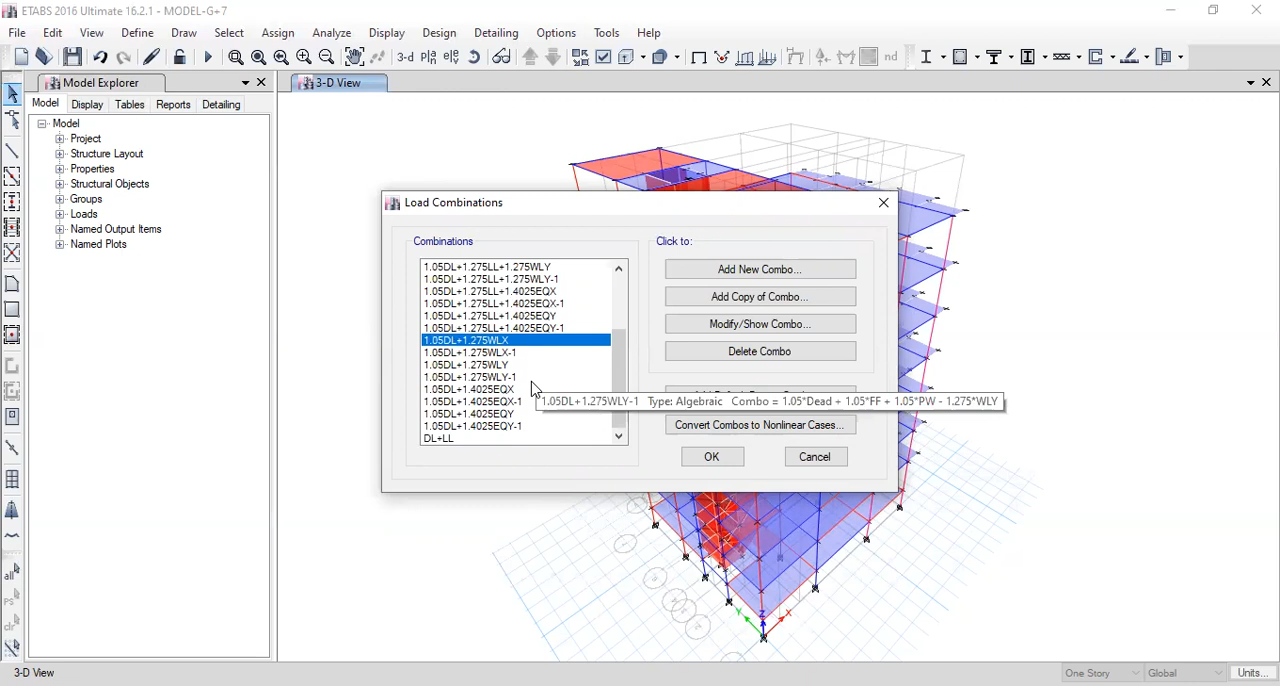 ETABS 2016 Ultimate 16.2.1 - MODEL-G+7
File Edit View Define Draw Select Assign Analyze Display Design Detailing Options Tools Help
3-d
nd
Model Explorer
3-D View
Model Display Tables Reports Detailing
Model
Project
Structure Layout
Properties
Structural Objects
Groups
Loads
Named Output Items
Named Plots
Load Combinations
Combinations
Click to:
1.05DL+1.275LL+1.275WLY
1.05DL+1.275LL+1.275WLY-1
1.05DL+1.275LL+1.4025EQX
1.05DL+1.275LL+1.4025EQX-1
1.05DL+1.275LL+1.4025EQY
1.05DL+1.275LL+1.4025EQY-1
1.05DL+1.275WLX
1.05DL+1.275WLX-1
1.05DL+1.275WLY
1.05DL+1.275WLY-1
1.05DL+1.4025EQX
1.05DL+1.4025EQX-1
1.05DL+1.4025EQY
1.05DL+1.4025EQY-1
DL+LL
Add New Combo...
Add Copy of Combo...
Modify/Show Combo...
Delete Combo
1.05DL+1.275WLY-1 Type: Algebraic Combo = 1.05*Dead + 1.05*FF + 1.05*PW - 1.275*WLY
Convert Combos to Nonlinear Cases...
OK
Cancel
all
ps
clr
Z
Y
X
3-D View
One Story
Global
Units...